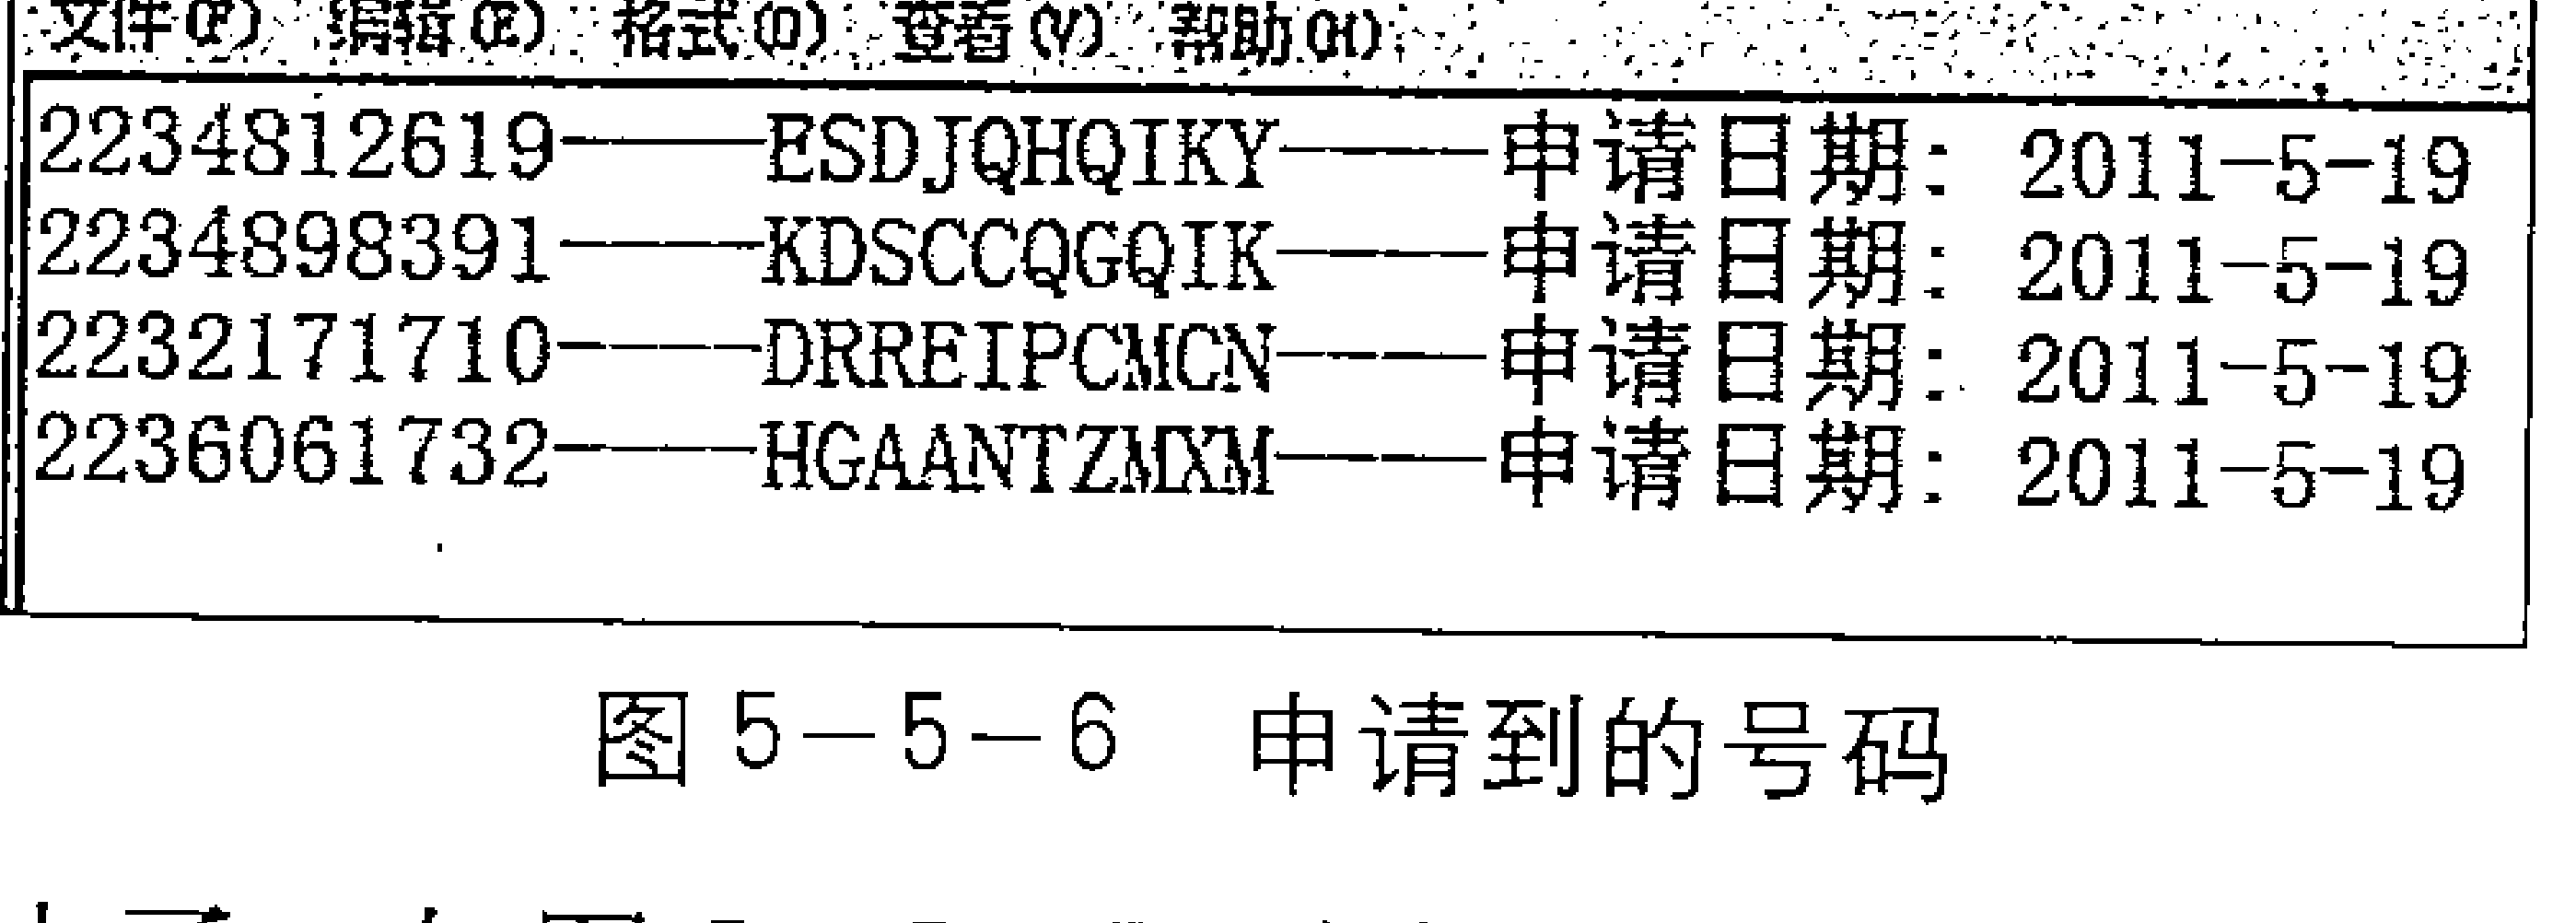 文件(F) 编辑(E) 格式(O) 查看(V) 帮助(H)
2234812619————ESDJQHQIKY————申请日期: 2011-5-19
2234898391————KDSCCQGQIK————申请日期: 2011-5-19
2232171710————DRREIPCMCN————申请日期: 2011-5-19
2236061732————HGAANTZMXM————申请日期: 2011-5-19
图 5－5－6 申请到的号码